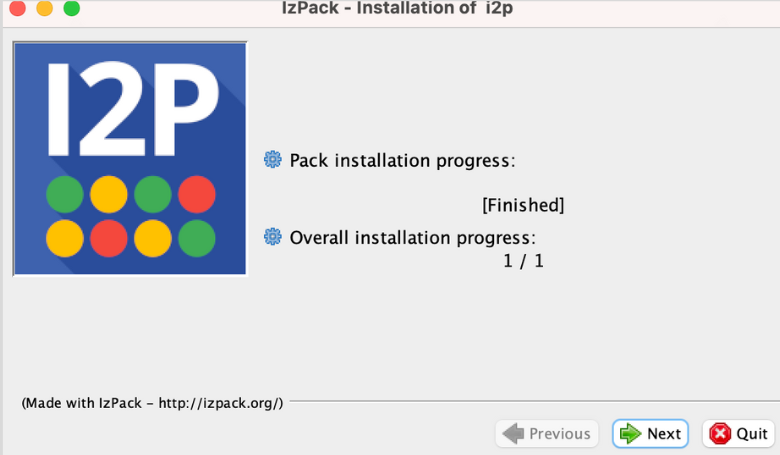 IzPack - Installation of i2p
I2P
Pack installation progress:
[Finished]
Overall installation progress:
1 / 1
(Made with IzPack - http://izpack.org/)
Previous
Next
Quit